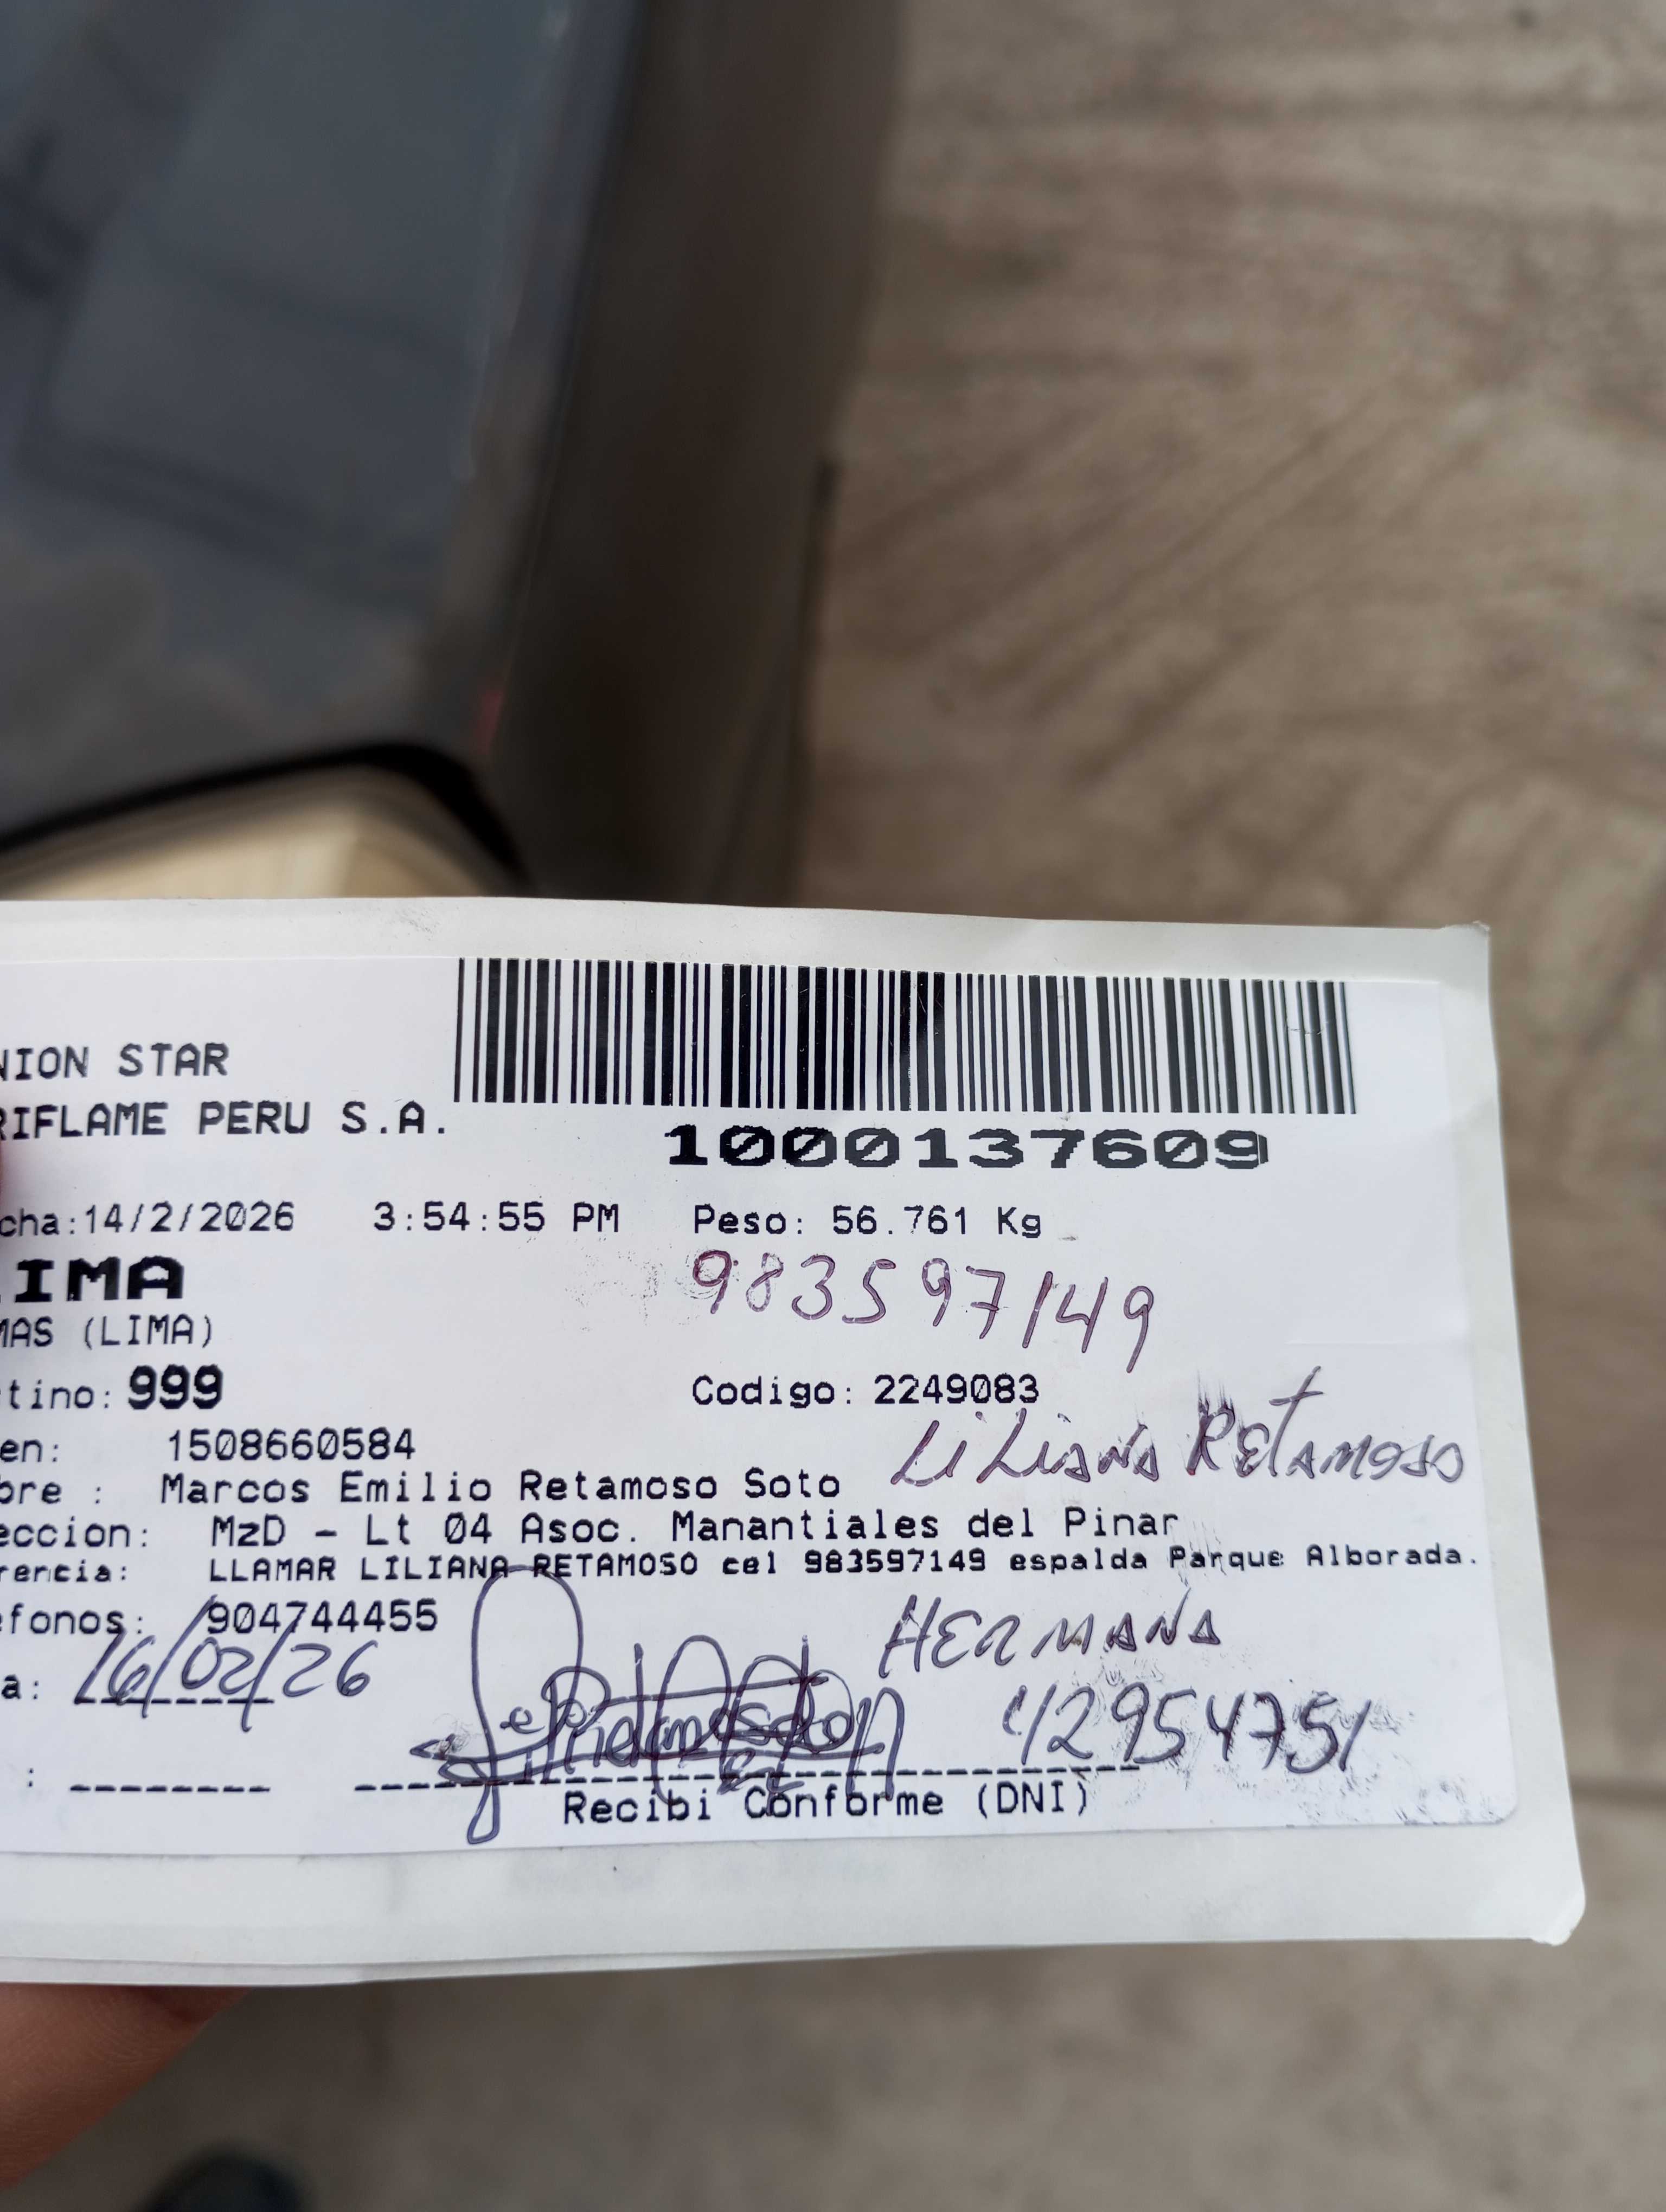 NION STAR
RIFLAME PERU S.A.
1000137609
cha:14/2/2026 3:54:55 PM Peso: 56.761 Kg
IMA
983597149
MAS (LIMA)
tino: 999 Codigo: 2249083
en: 1508660584
Liliana Retamoso
bre : Marcos Emilio Retamoso Soto
eccion: MzD - Lt 04 Asoc. Manantiales del Pinar
rencia: LLAMAR LILIANA RETAMOSO cel 983597149 espalda Parque Alborada.
efonos: 904744455
HERMANA
a: 16/02/26
42954751
:
Recibi Conforme (DNI)